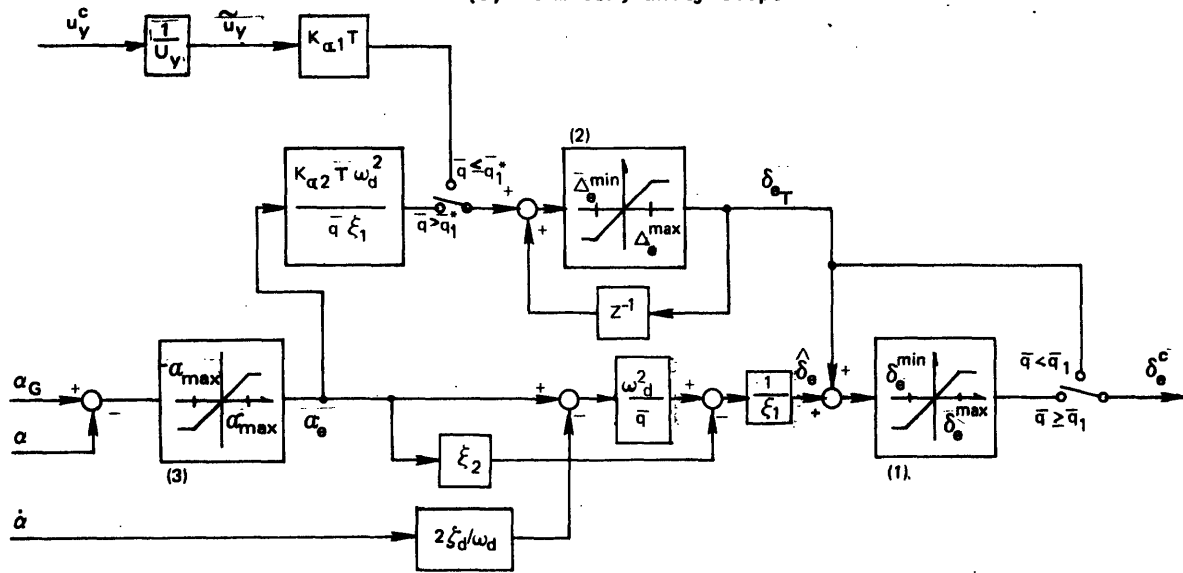 u_y^c
1/U_y
ũ_y
K_α1 T
K_α2 T ω_d^2 / q̄ ξ_1
q̄ ≤ q̄_1*
q̄ > q̄_1*
+
+
(2)
Δ_e^min
Δ_e^max
δ_e_T
Z^-1
α_G
+
-
α
-α_max
α_max
(3)
α_e
+
-
ω_d^2 / q̄
+
-
1/ξ_1
δ̂_e
+
+
δ_e^min
δ_e^max
(1)
q̄ < q̄_1
q̄ ≥ q̄_1
δ_e^c
ξ_2
α̇
2ζ_d/ω_d